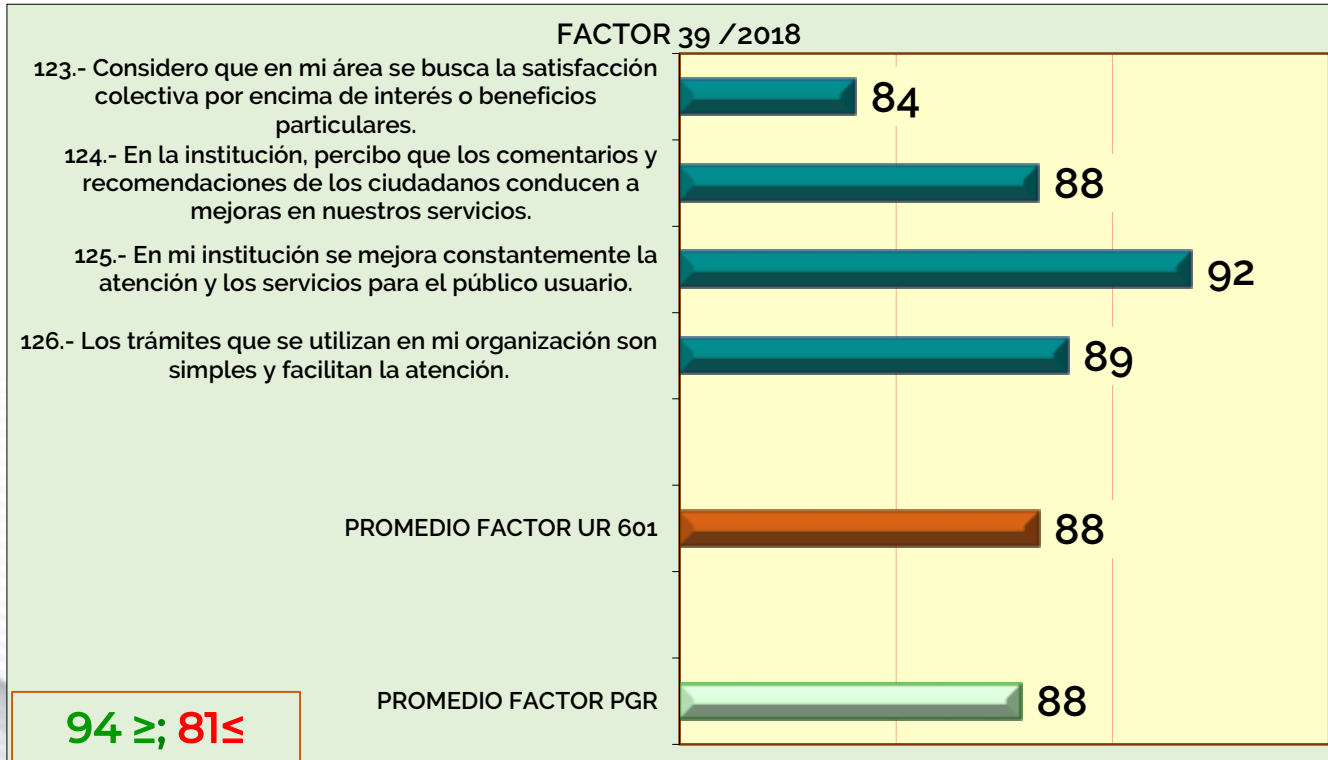 FACTOR 39 /2018
123.- Considero que en mi área se busca la satisfacción
colectiva por encima de interés o beneficios
particulares.
84
124.- En la institución, percibo que los comentarios y
recomendaciones de los ciudadanos conducen a
mejoras en nuestros servicios.
88
125.- En mi institución se mejora constantemente la
atención y los servicios para el público usuario.
92
126.- Los trámites que se utilizan en mi organización son
simples y facilitan la atención.
89
PROMEDIO FACTOR UR 601
88
PROMEDIO FACTOR PGR
88
94 ≥; 81≤